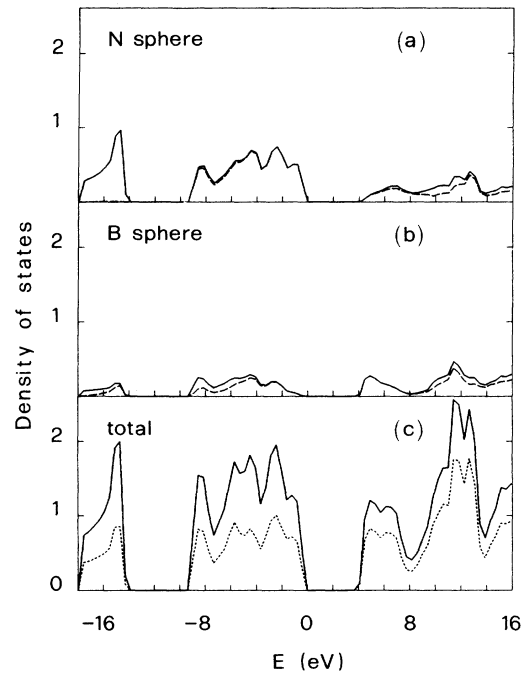 N sphere (a)
2
1
B sphere (b)
2
1
Density of states
total (c)
2
1
0
-16 -8 0 8 16
E (eV)